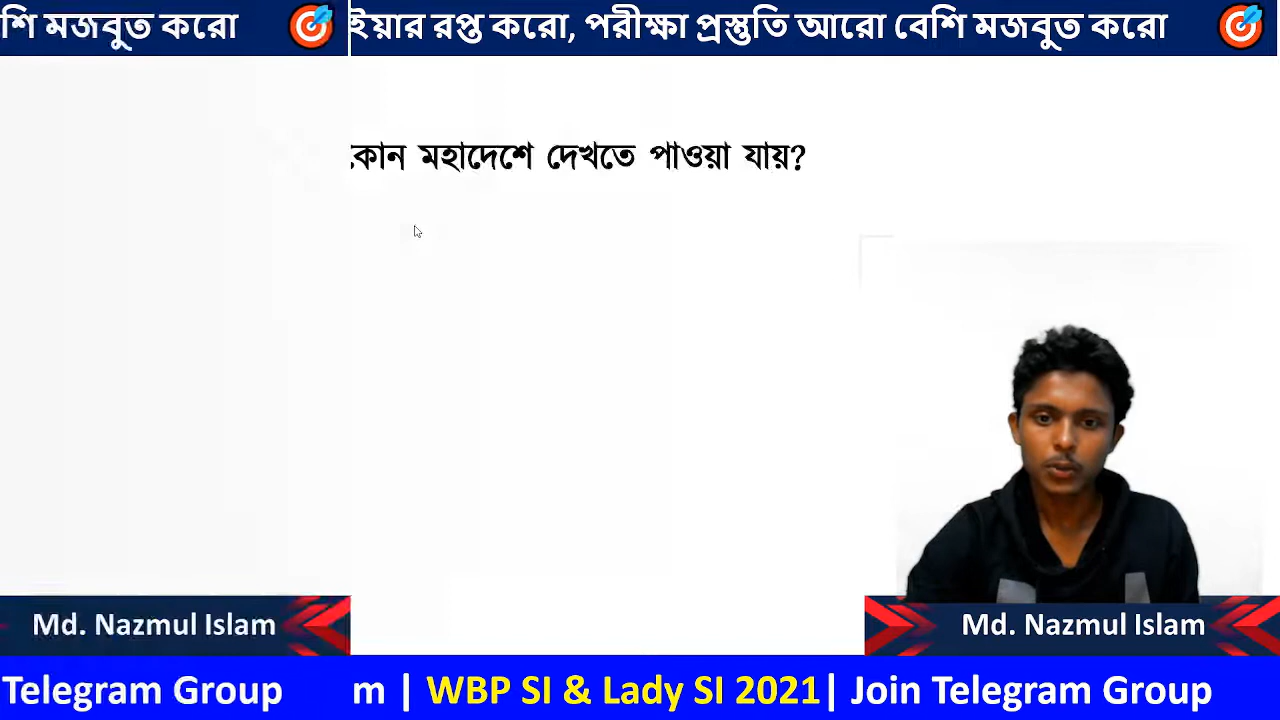 শি মজবুত করো
ইয়ার রপ্ত করো, পরীক্ষা প্রস্তুতি আরো বেশি মজবুত করো
কোন মহাদেশে দেখতে পাওয়া যায়?
Md. Nazmul Islam
Md. Nazmul Islam
Telegram Group
m | WBP SI & Lady SI 2021| Join Telegram Group